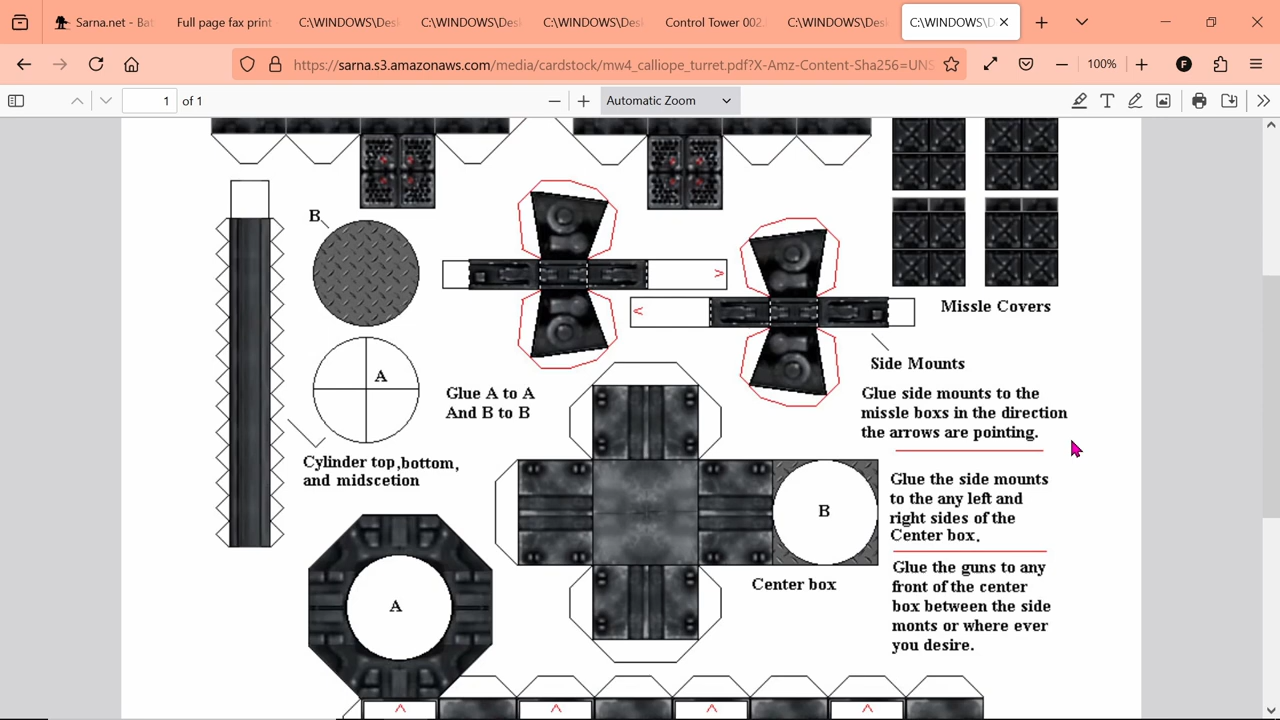 Sarna.net - Bat
Full page fax print
C:\WINDOWS\Desk
C:\WINDOWS\Desk
C:\WINDOWS\Desi
Control Tower 002.
C:\WINDOWS\Desk
C:\WINDOWS\D
https://sarna.s3.amazonaws.com/media/cardstock/mw4_calliope_turret.pdf?X-Amz-Content-Sha256=UNS
100%
F
1 of 1
Automatic Zoom
B
A
Glue A to A
And B to B
Cylinder top,bottom,
and midscetion
Missle Covers
Side Mounts
Glue side mounts to the
missle boxs in the direction
the arrows are pointing.
Glue the side mounts
to the any left and
right sides of the
Center box.
Glue the guns to any
front of the center
box between the side
monts or where ever
you desire.
B
Center box
A